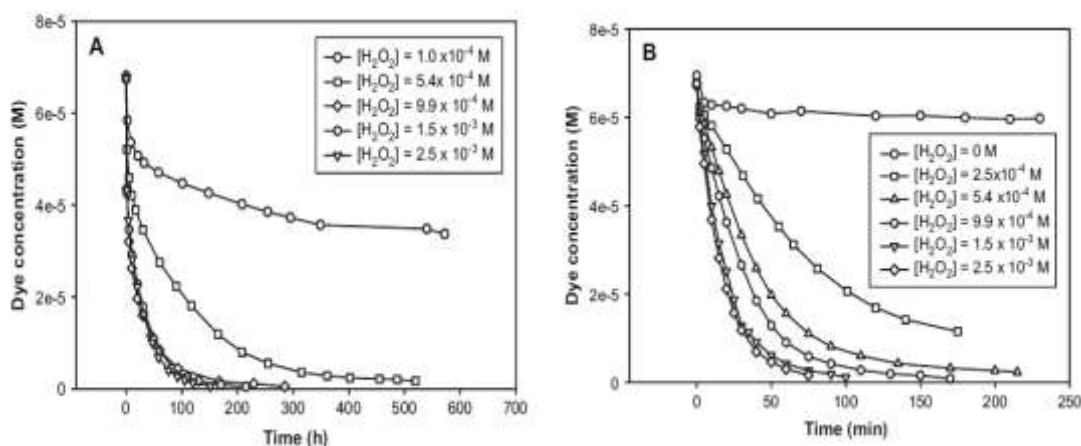 A
[H₂O₂] = 1.0 x10⁻⁴ M
[H₂O₂] = 5.4x 10⁻⁴ M
[H₂O₂] = 9.9 x10⁻⁴ M
[H₂O₂] = 1.5 x10⁻³ M
[H₂O₂] = 2.5 x10⁻³ M
Dye concentration (M)
8e-5
6e-5
4e-5
2e-5
0
0 100 200 300 400 500 600 700
Time (h)
B
[H₂O₂] = 0 M
[H₂O₂] = 2.5x10⁻⁴ M
[H₂O₂] = 5.4 x10⁻⁴ M
[H₂O₂] = 9.9 x10⁻⁴ M
[H₂O₂] = 1.5 x10⁻³ M
[H₂O₂] = 2.5 x10⁻³ M
Dye concentration (M)
8e-5
6e-5
4e-5
2e-5
0
0 50 100 150 200 250
Time (min)